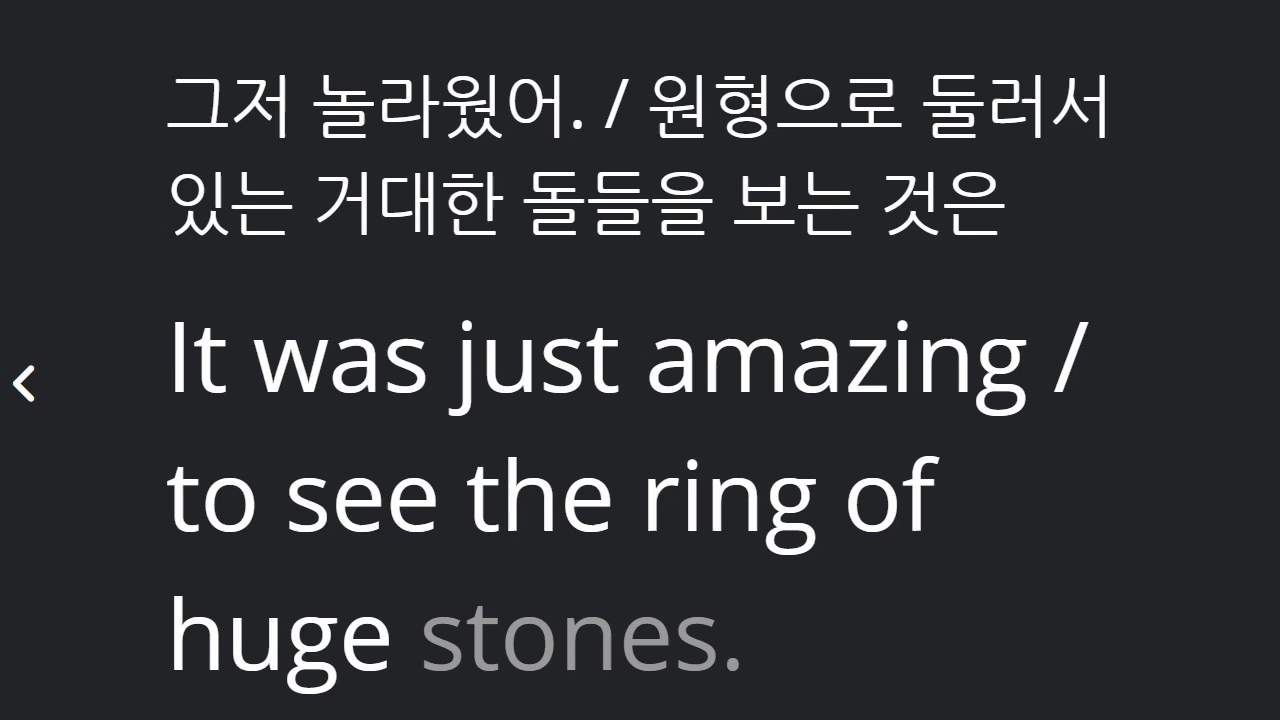 그저 놀라웠어. / 원형으로 둘러서
있는 거대한 돌들을 보는 것은
It was just amazing /
to see the ring of
huge stones.